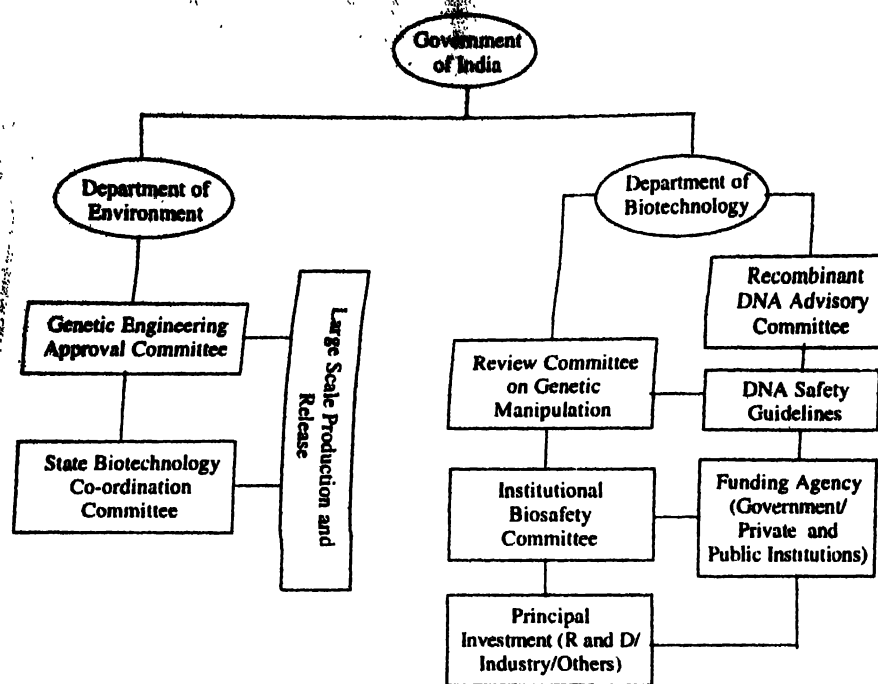 Government
of India
Department of
Environment
Department of
Biotechnology
Genetic Engineering
Approval Committee
State Biotechnology
Co-ordination
Committee
Large Scale Production and
Release
Recombinant
DNA Advisory
Committee
Review Committee
on Genetic
Manipulation
DNA Safety
Guidelines
Institutional
Biosafety
Committee
Funding Agency
(Government/
Private and
Public Institutions)
Principal
Investment (R and D/
Industry/Others)